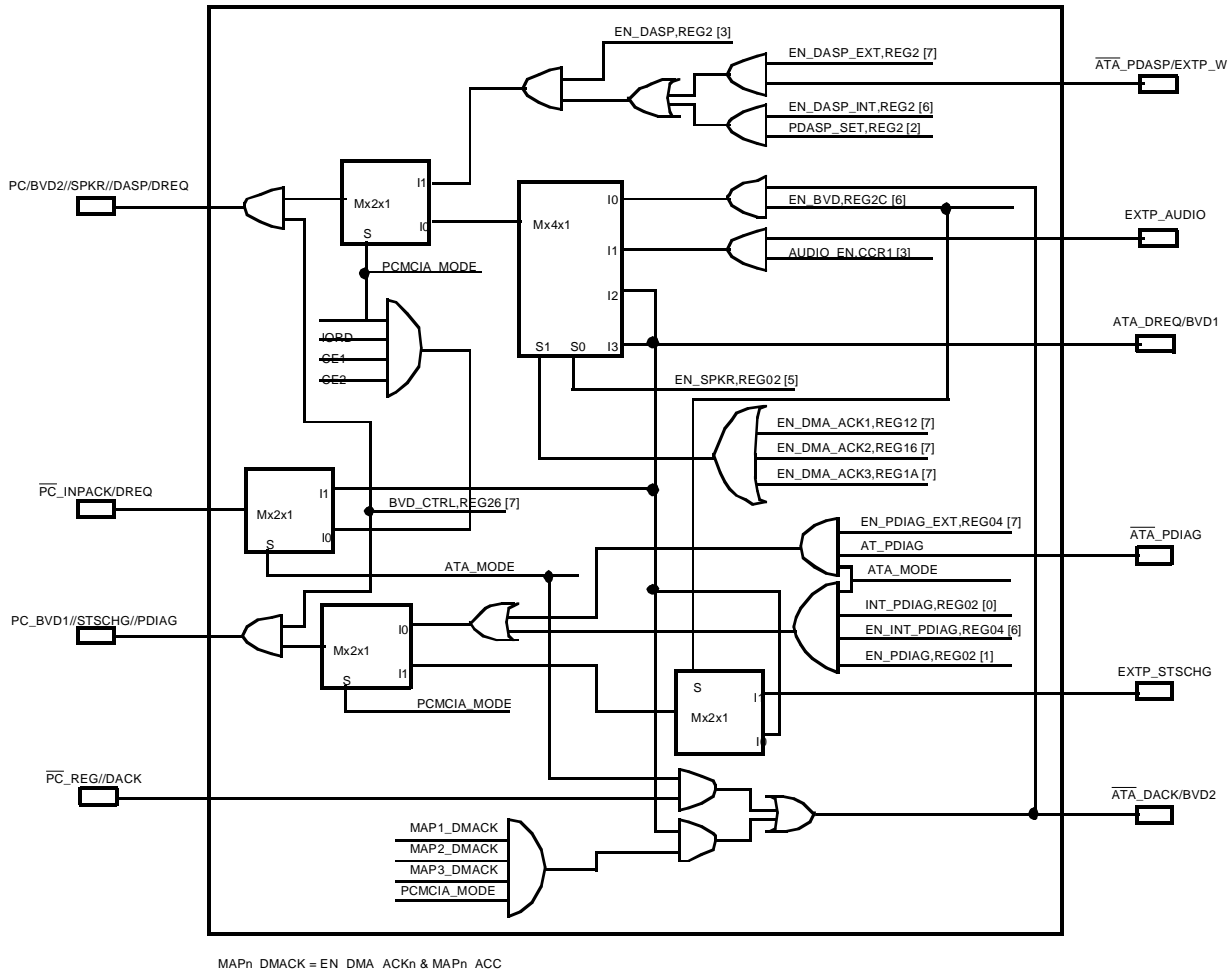 EN_DASP,REG2 [3]
EN_DASP_EXT,REG2 [7]
ATA_PDASP/EXTP_W
EN_DASP_INT,REG2 [6]
PDASP_SET,REG2 [2]
PC/BVD2//SPKR//DASP/DREQ
Mx2x1
I1
I0
S
PCMCIA_MODE
Mx4x1
I0
I1
I2
I3
S1
S0
EN_BVD,REG2C [6]
EXTP_AUDIO
AUDIO_EN,CCR1 [3]
ATA_DREQ/BVD1
IORD
CE1
CE2
EN_SPKR,REG02 [5]
EN_DMA_ACK1,REG12 [7]
EN_DMA_ACK2,REG16 [7]
EN_DMA_ACK3,REG1A [7]
PC_INPACK/DREQ
Mx2x1
I1
I0
S
BVD_CTRL,REG26 [7]
EN_PDIAG_EXT,REG04 [7]
AT_PDIAG
ATA_PDIAG
ATA_MODE
ATA_MODE
INT_PDIAG,REG02 [0]
EN_INT_PDIAG,REG04 [6]
EN_PDIAG,REG02 [1]
PC_BVD1//STSCHG//PDIAG
Mx2x1
I0
I1
S
PCMCIA_MODE
S
Mx2x1
I1
I0
EXTP_STSCHG
PC_REG//DACK
ATA_DACK/BVD2
MAP1_DMACK
MAP2_DMACK
MAP3_DMACK
PCMCIA_MODE
MAPn_DMACK = EN_DMA_ACKn & MAPn_ACC